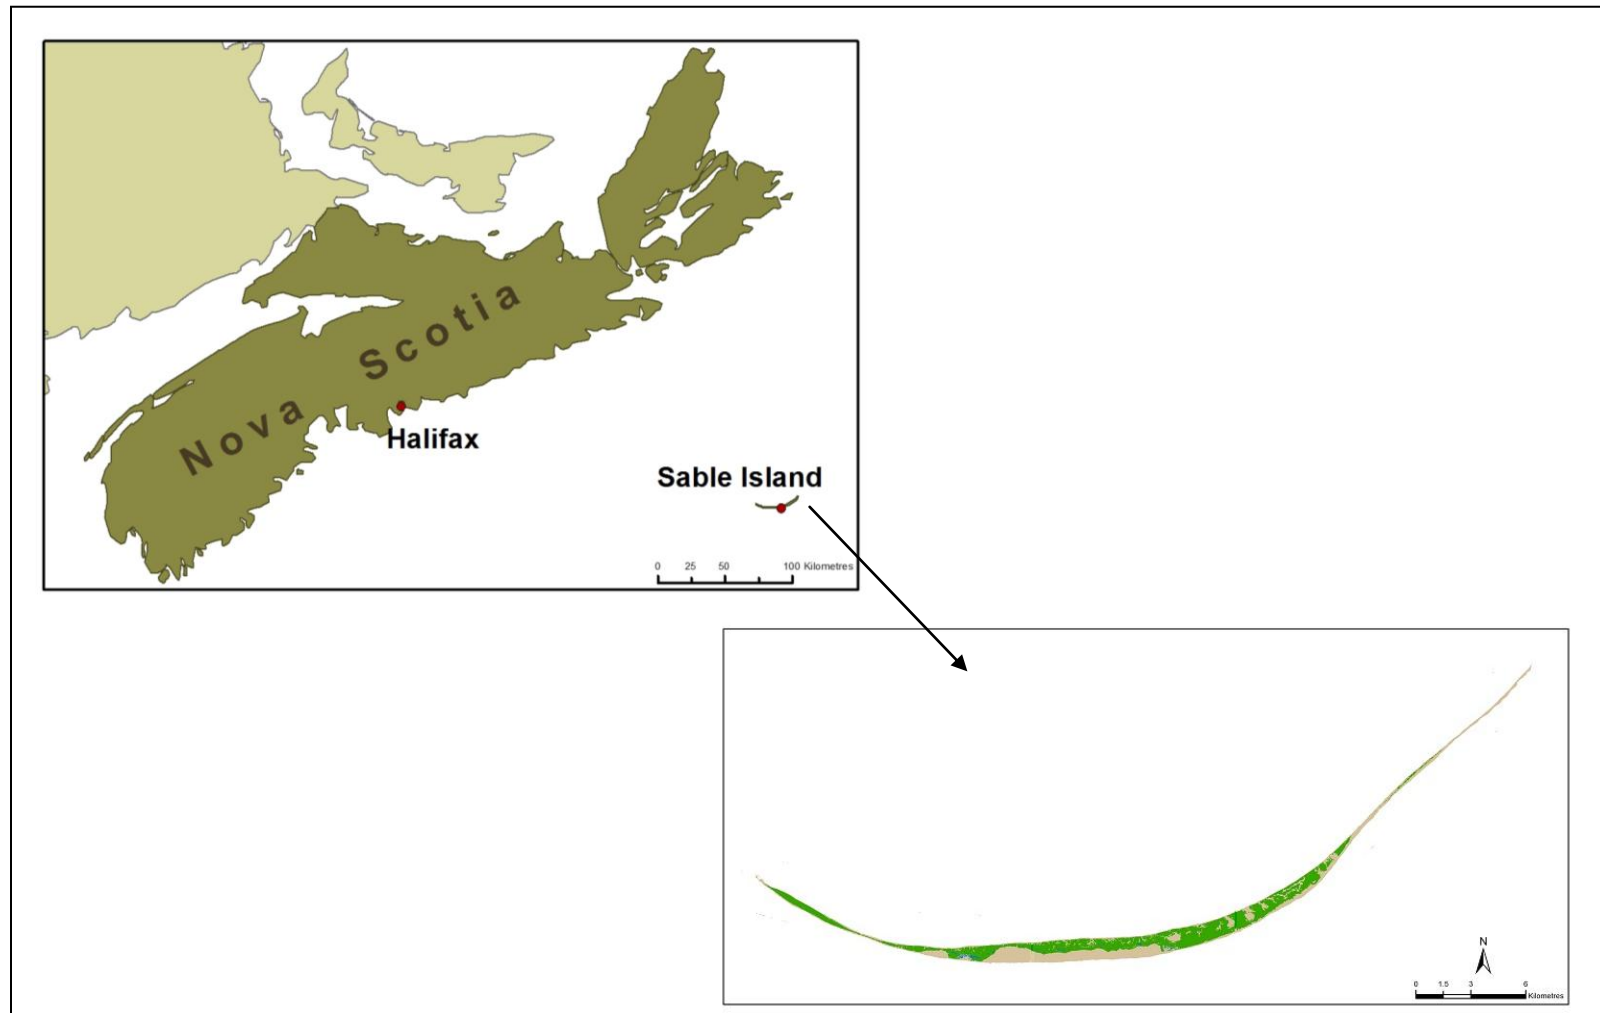 Nova Scotia
Halifax
Sable Island
0 25 50 100 Kilometres
N
0 1.5 3 6
Kilometres